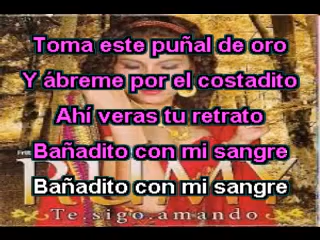 Toma este puñal de oro
Y ábreme por el costadito
Ahí veras tu retrato
Bañadito con mi sangre
Bañadito con mi sangre
RUMY
Te sigo amando